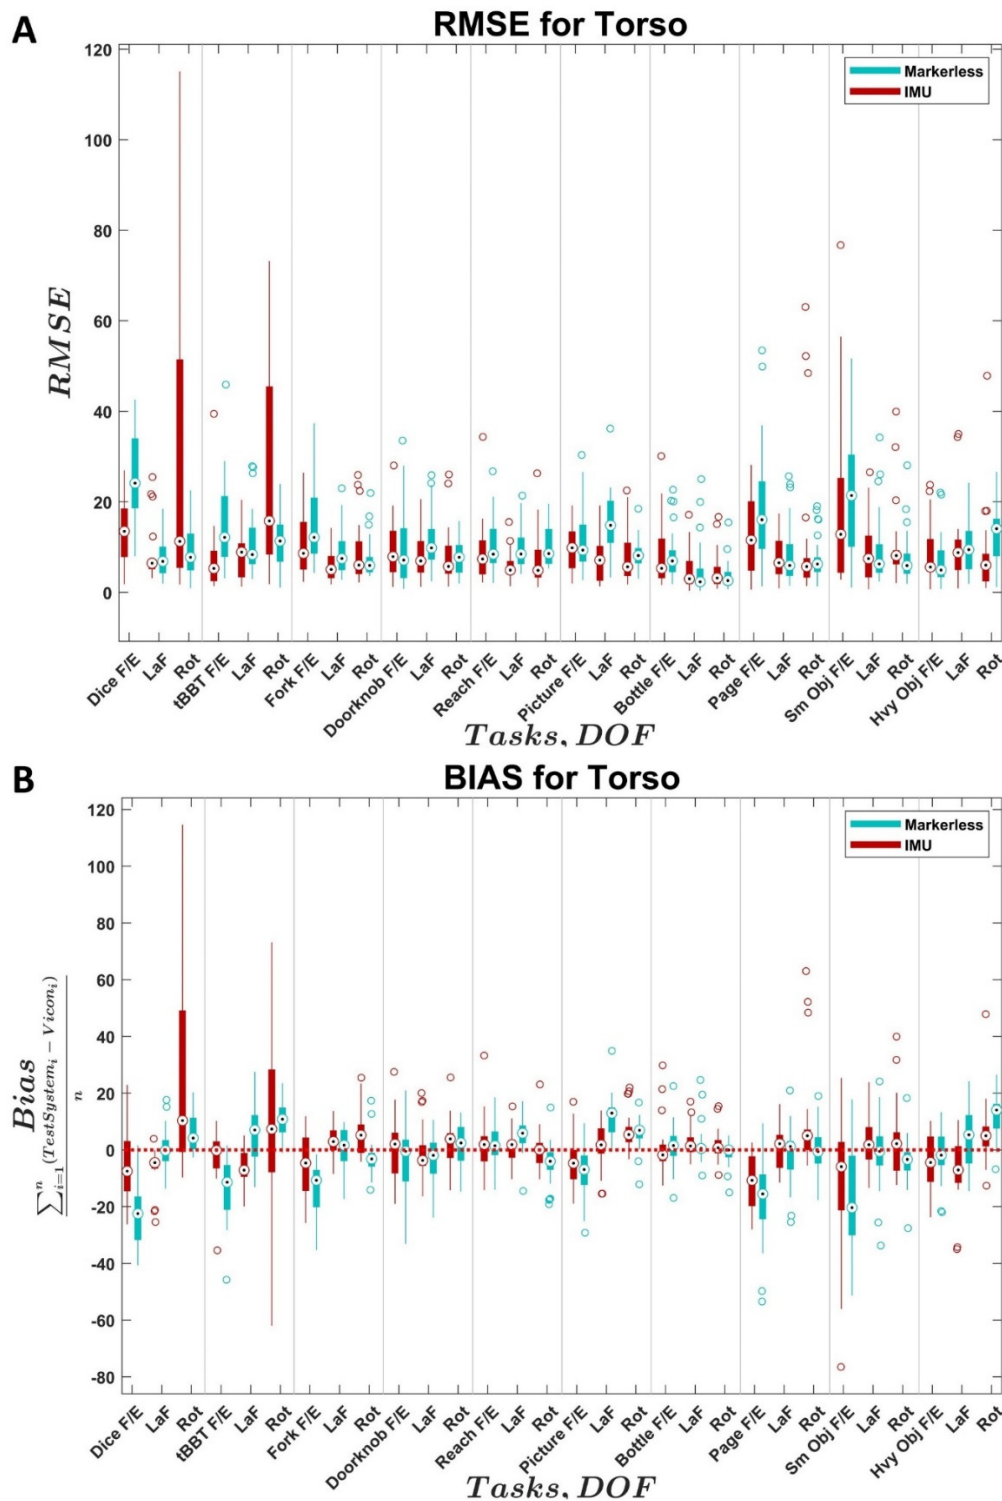 A
RMSE for Torso
120
100
80
60
40
20
0
RMSE
Markerless
IMU
Dice F/E
LaF
Rot
tBBT F/E
LaF
Rot
Fork F/E
LaF
Rot
Doorknob F/E
LaF
Rot
Reach F/E
LaF
Rot
Picture F/E
LaF
Rot
Bottle F/E
LaF
Rot
Page F/E
LaF
Rot
Sm Obj F/E
LaF
Rot
Hvy Obj F/E
LaF
Rot
Tasks, DOF
B
BIAS for Torso
120
100
80
60
40
20
0
-20
-40
-60
-80
Bias
∑ⁿᵢ₌₁(TestSystemᵢ − Viconᵢ)
n
Markerless
IMU
Dice F/E
LaF
Rot
tBBT F/E
LaF
Rot
Fork F/E
LaF
Rot
Doorknob F/E
LaF
Rot
Reach F/E
LaF
Rot
Picture F/E
LaF
Rot
Bottle F/E
LaF
Rot
Page F/E
LaF
Rot
Sm Obj F/E
LaF
Rot
Hvy Obj F/E
LaF
Rot
Tasks, DOF